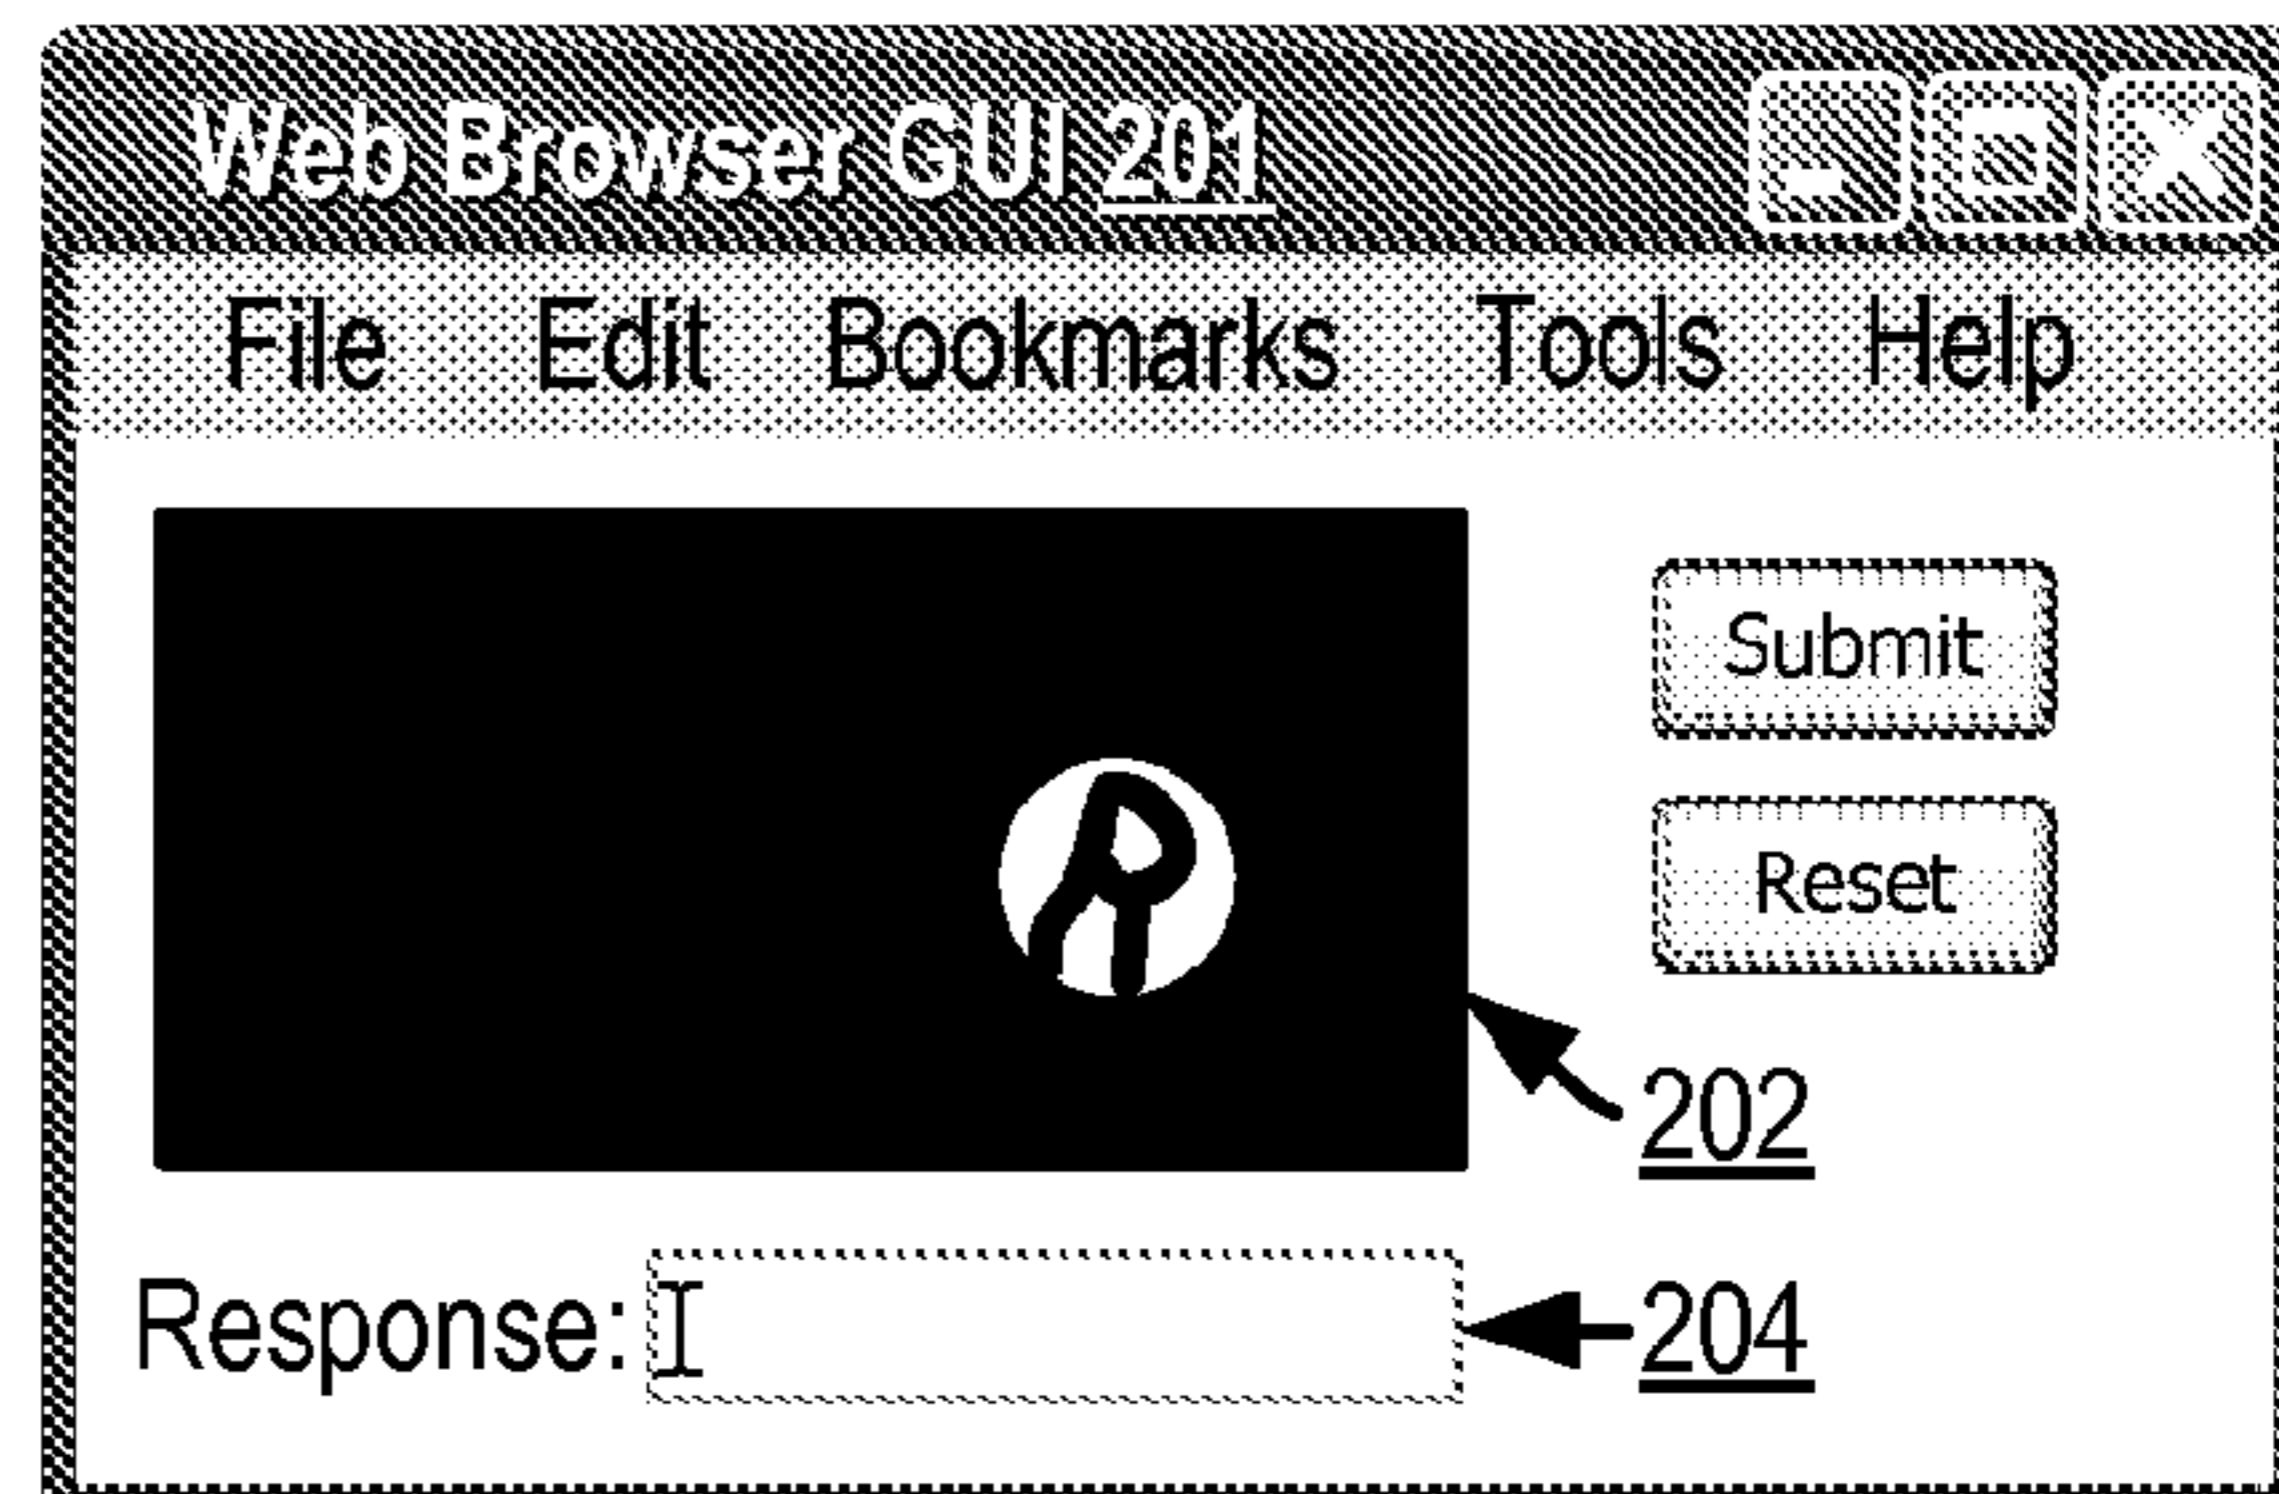 Web Browser GUI 201
File Edit Bookmarks Tools Help
Submit
R
Reset
202
Response:
204